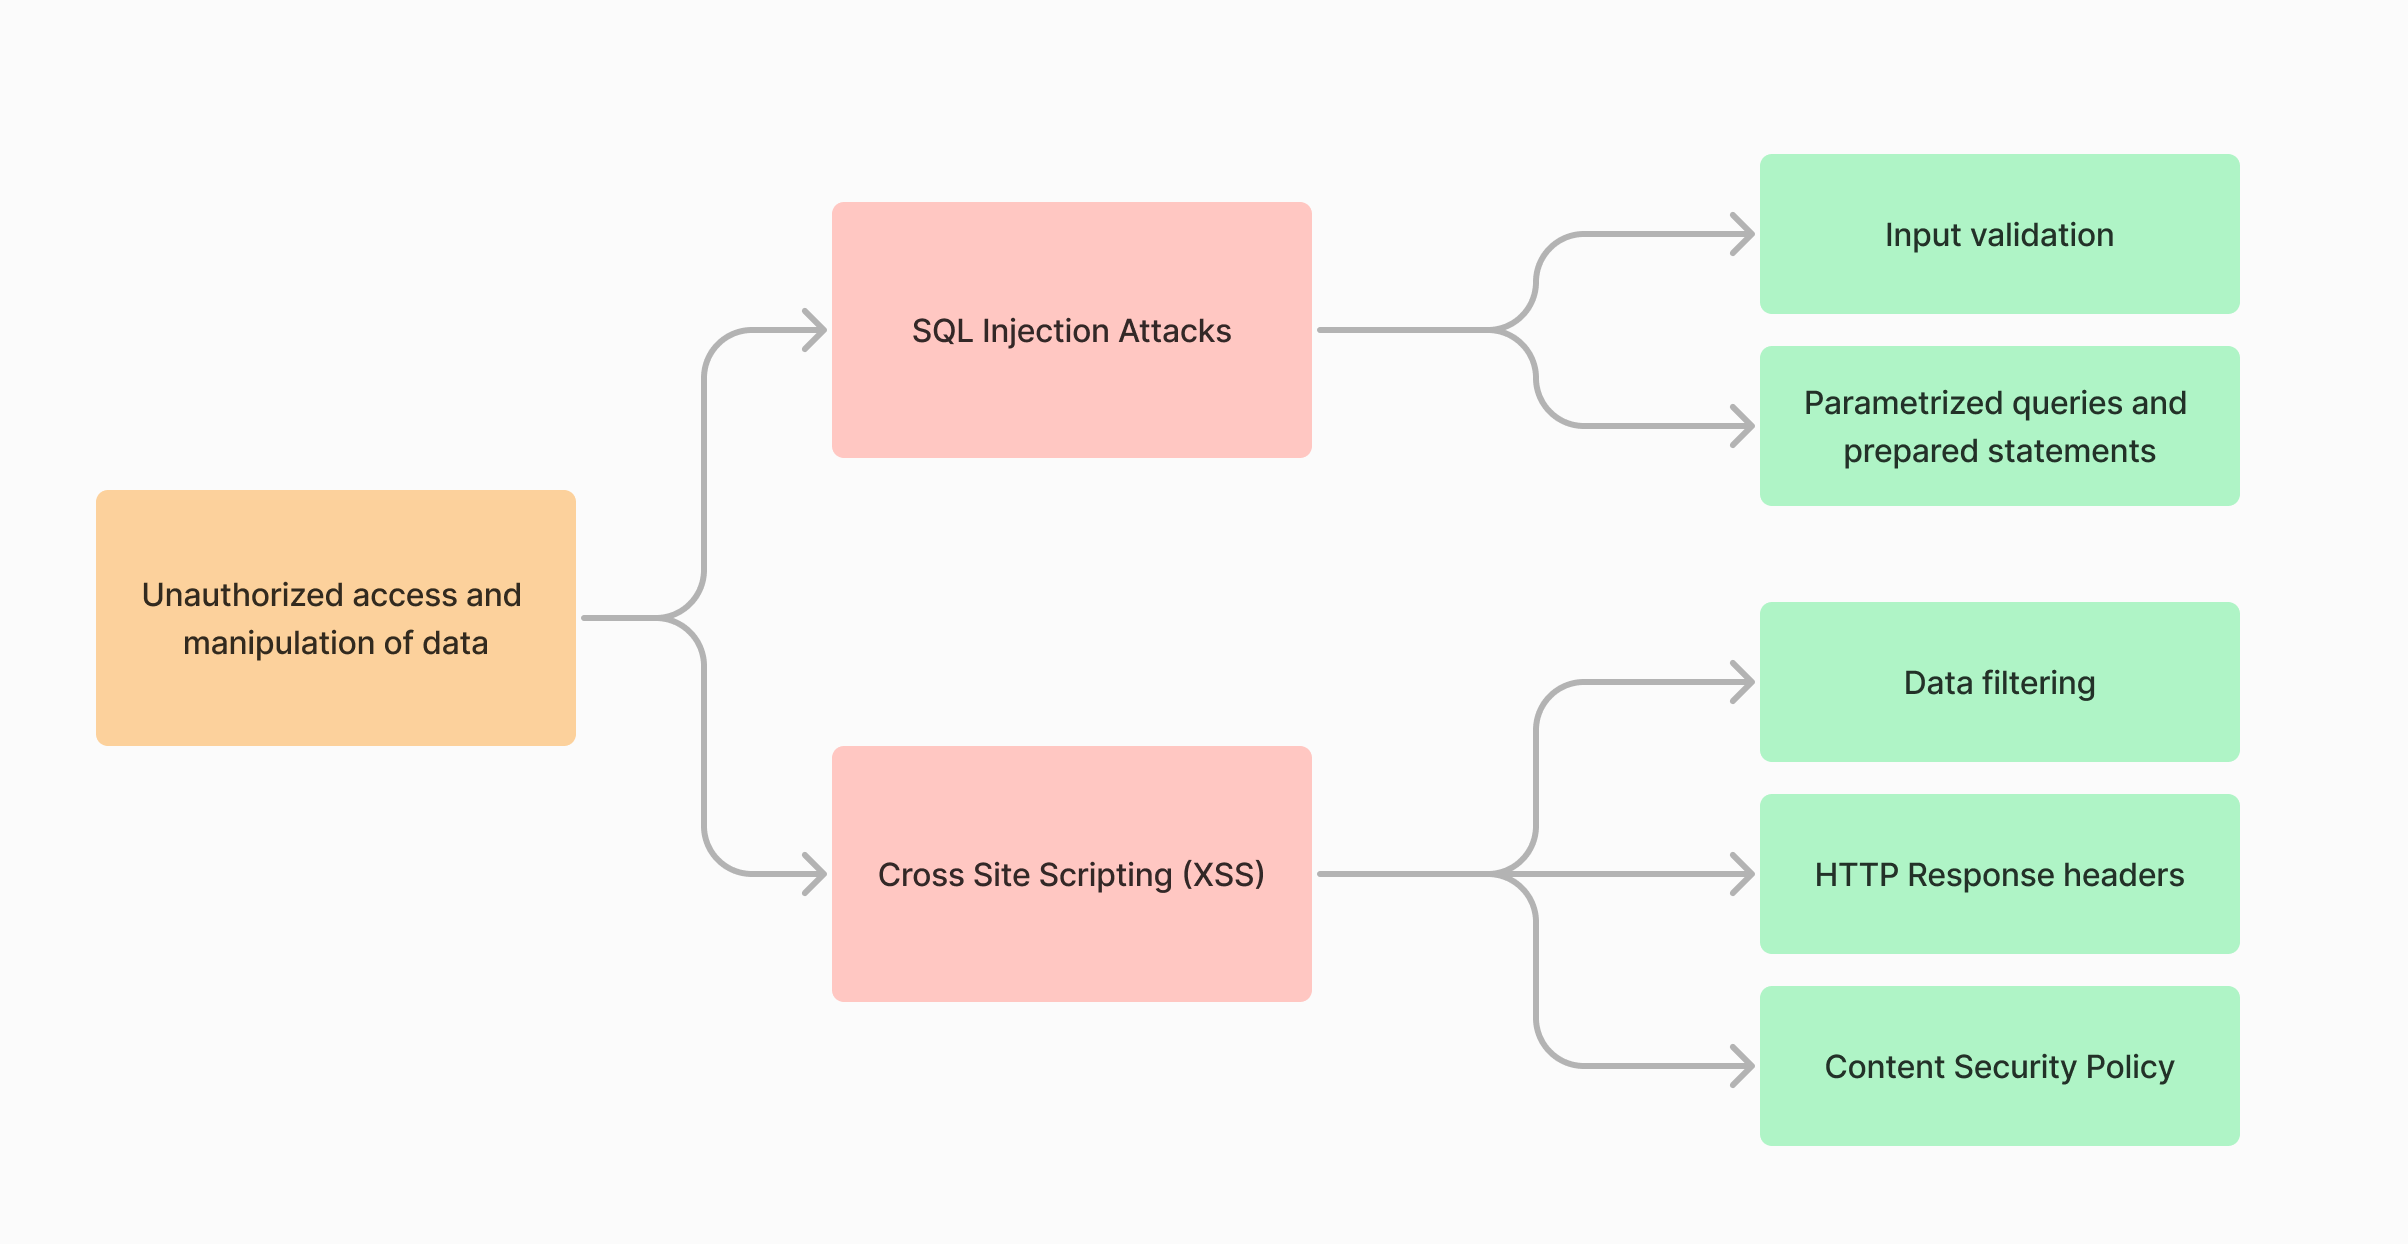 Unauthorized access and
manipulation of data
SQL Injection Attacks
Cross Site Scripting (XSS)
Input validation
Parametrized queries and
prepared statements
Data filtering
HTTP Response headers
Content Security Policy